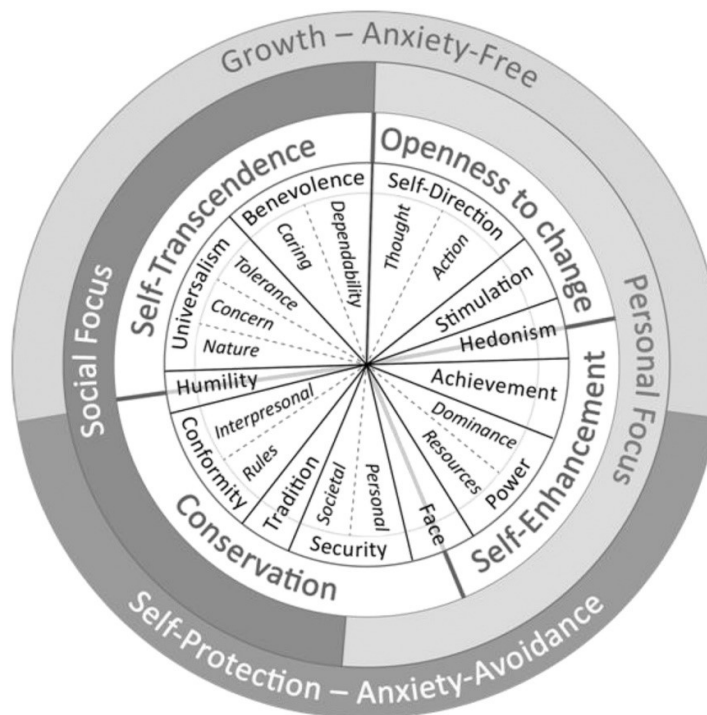 Growth – Anxiety-Free
Self-Transcendence
Openness to change
Social Focus
Personal Focus
Benevolence
Caring
Dependability
Self-Direction
Thought
Action
Universalism
Tolerance
Concern
Nature
Stimulation
Hedonism
Humility
Achievement
Conformity
Interpresonal
Rules
Dominance
Resources
Power
Tradition
Societal
Personal
Security
Face
Conservation
Self-Enhancement
Self-Protection – Anxiety-Avoidance